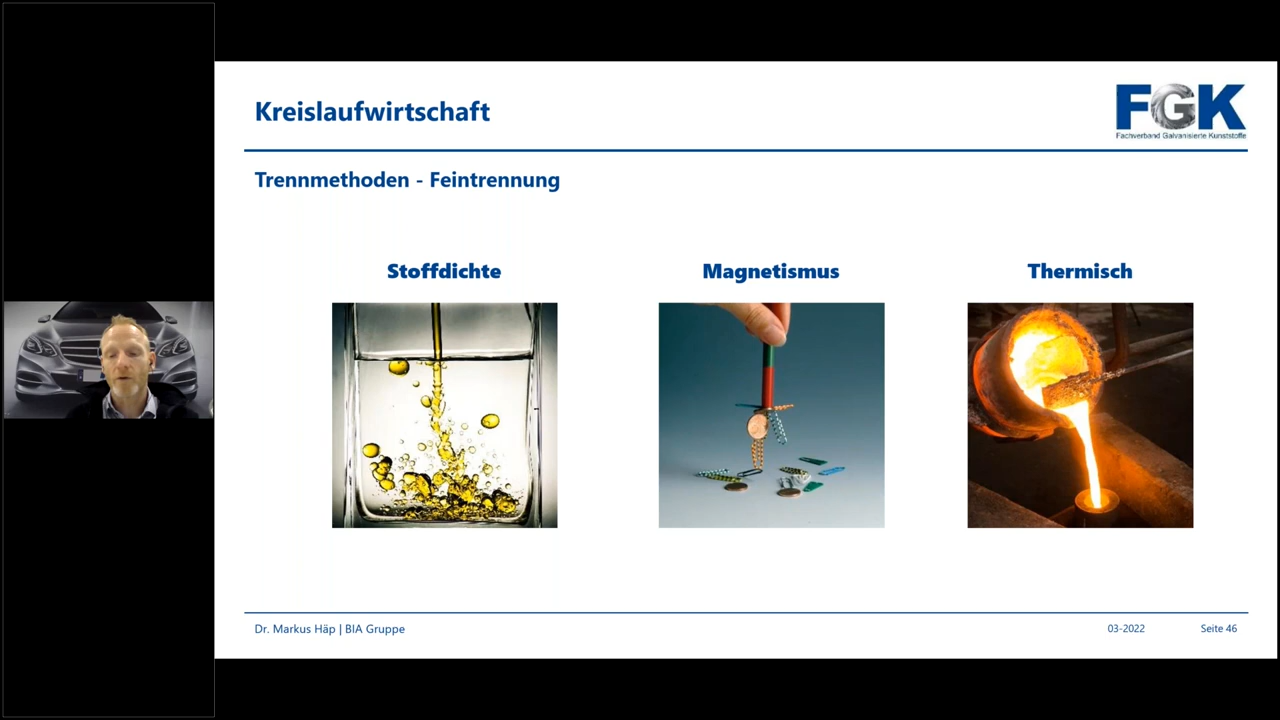 Kreislaufwirtschaft
FGK
Fachverband Galvanisierte Kunststoffe
Trennmethoden - Feintrennung
Stoffdichte
Magnetismus
Thermisch
Dr. Markus Häp | BIA Gruppe
03-2022
Seite 46